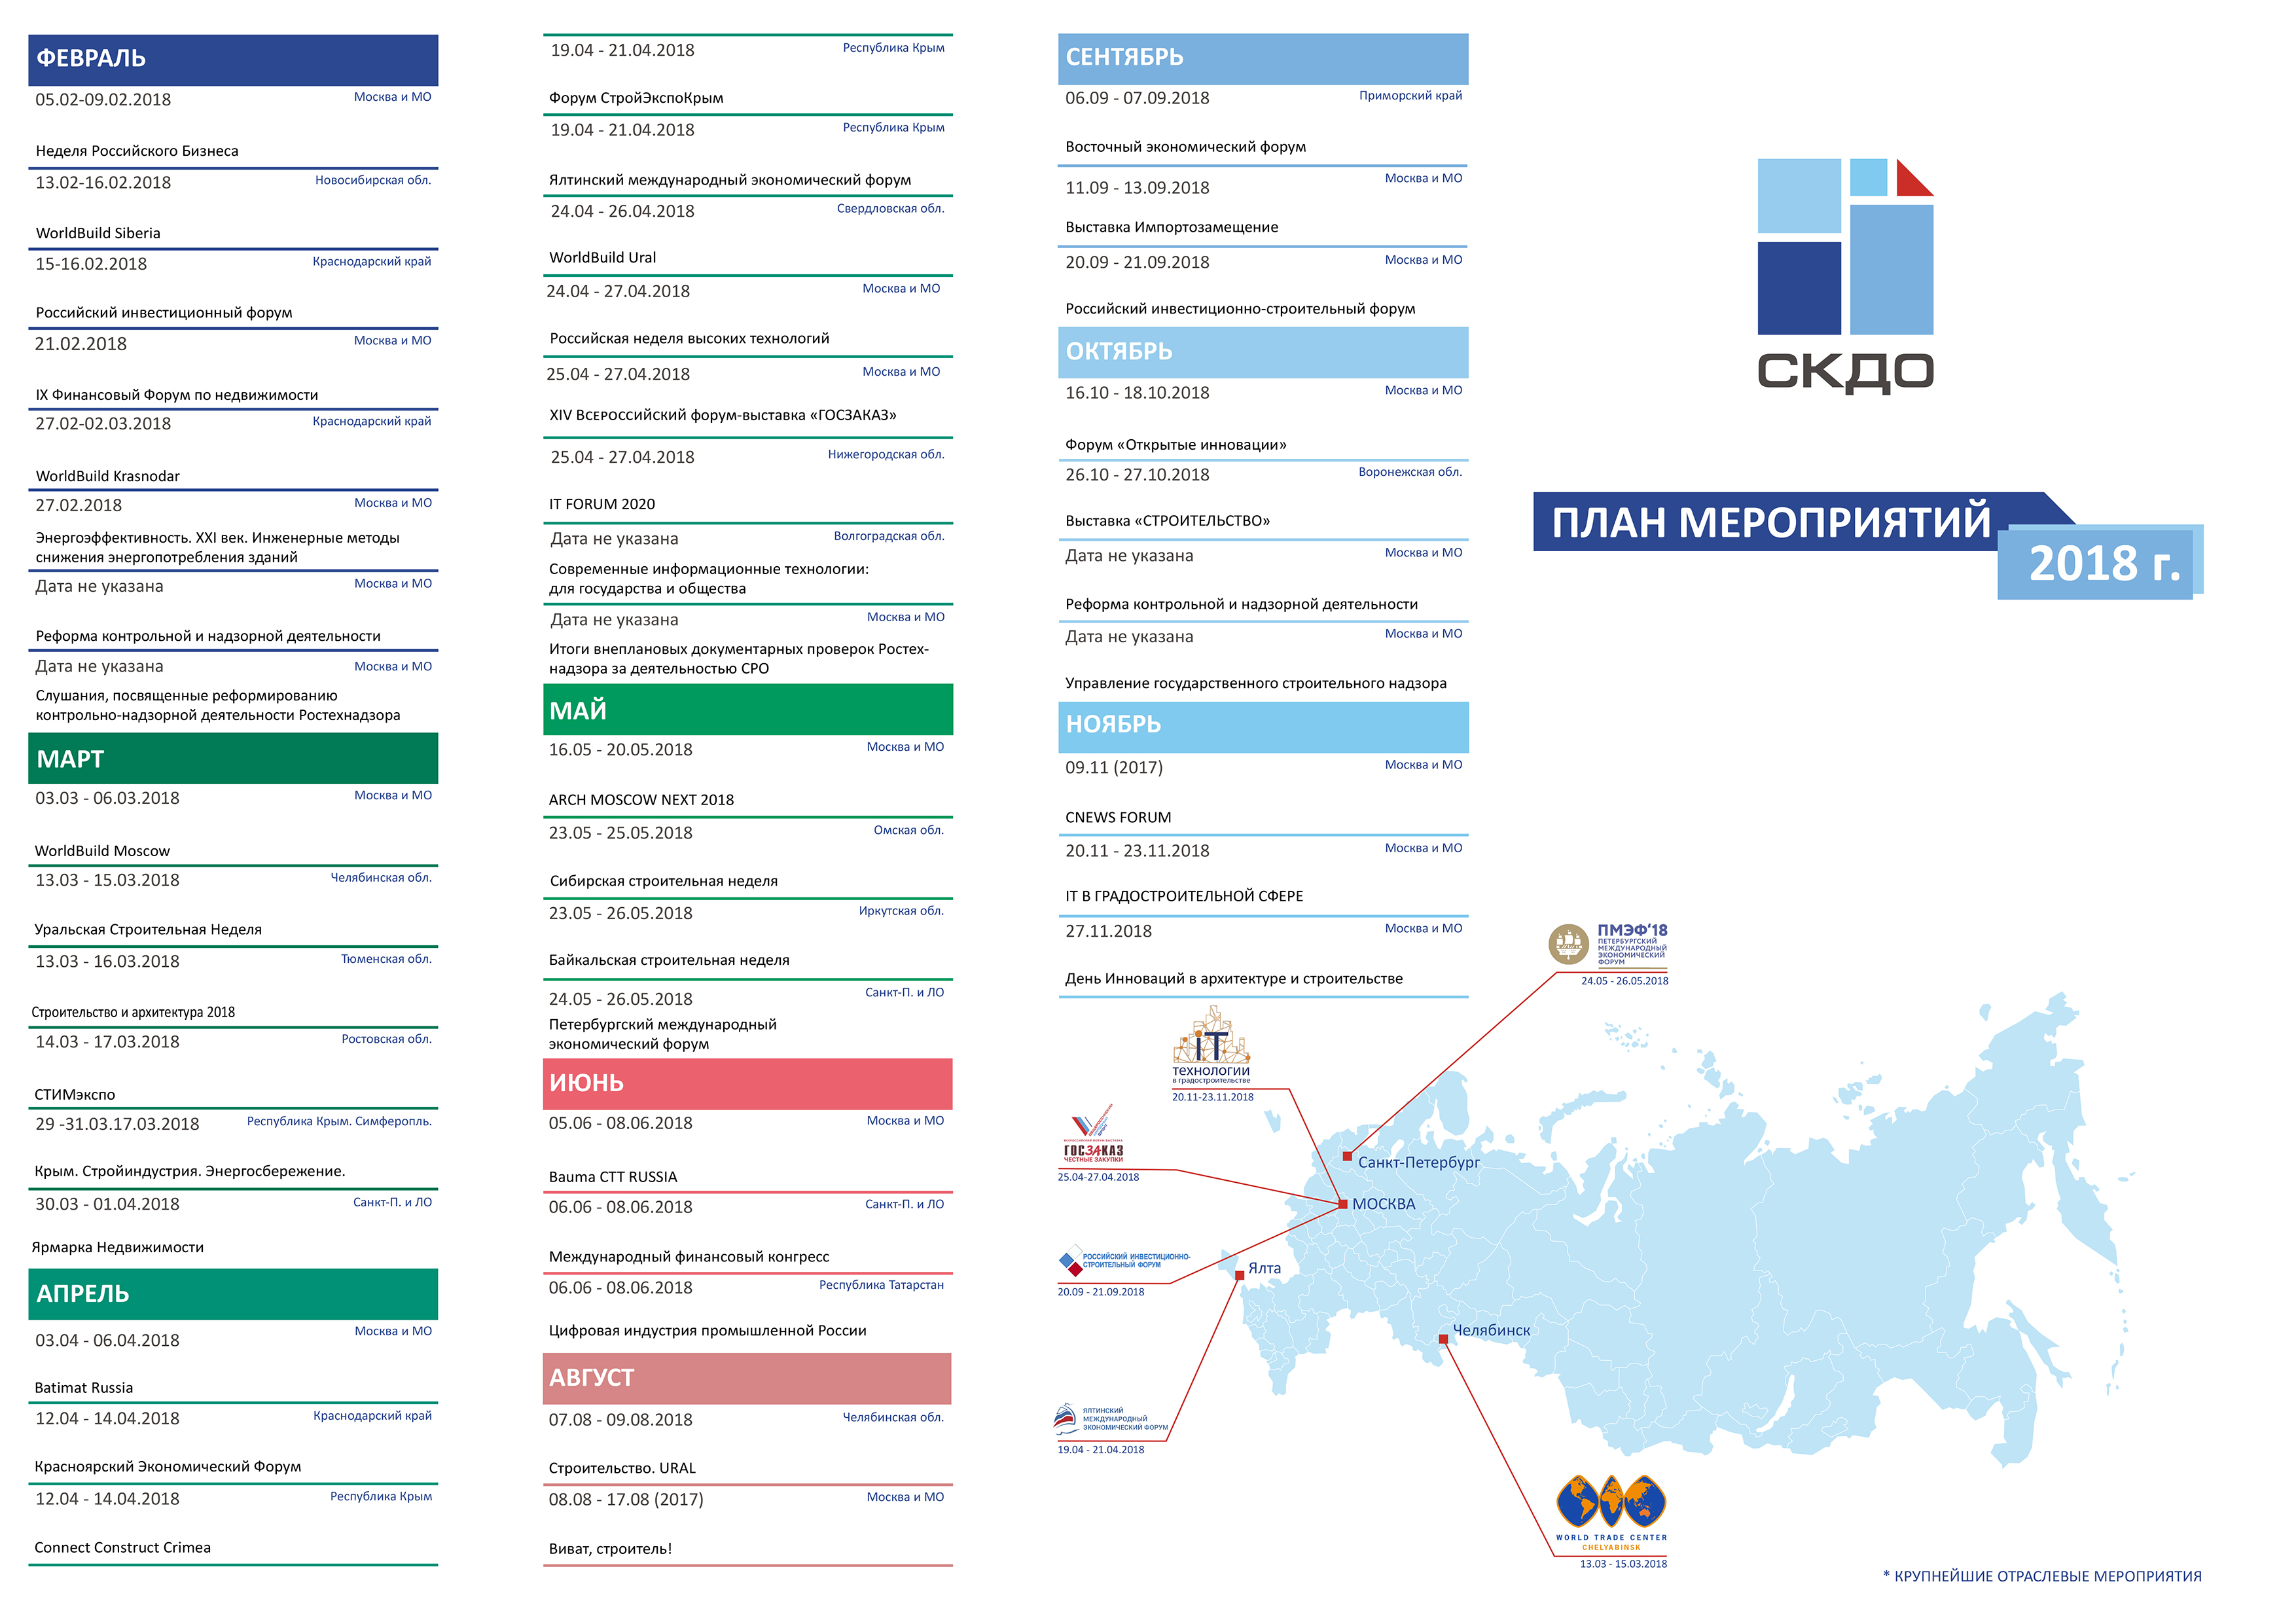 ФЕВРАЛЬ
05.02-09.02.2018 Москва и МО
Неделя Российского Бизнеса
13.02-16.02.2018 Новосибирская обл.
WorldBuild Siberia
15-16.02.2018 Краснодарский край
Российский инвестиционный форум
21.02.2018 Москва и МО
IX Финансовый Форум по недвижимости
27.02-02.03.2018 Краснодарский край
WorldBuild Krasnodar
27.02.2018 Москва и МО
Энергоэффективность. XXI век. Инженерные методы
снижения энергопотребления зданий
Дата не указана Москва и МО
Реформа контрольной и надзорной деятельности
Дата не указана Москва и МО
Слушания, посвященные реформированию
контрольно-надзорной деятельности Ростехнадзора
МАРТ
03.03 - 06.03.2018 Москва и МО
WorldBuild Moscow
13.03 - 15.03.2018 Челябинская обл.
Уральская Строительная Неделя
13.03 - 16.03.2018 Тюменская обл.
Строительство и архитектура 2018
14.03 - 17.03.2018 Ростовская обл.
СТИМэкспо
29 -31.03.17.03.2018 Республика Крым. Симферопль.
Крым. Стройиндустрия. Энергосбережение.
30.03 - 01.04.2018 Санкт-П. и ЛО
Ярмарка Недвижимости
АПРЕЛЬ
03.04 - 06.04.2018 Москва и МО
Batimat Russia
12.04 - 14.04.2018 Краснодарский край
Красноярский Экономический Форум
12.04 - 14.04.2018 Республика Крым
Connect Construct Crimea
19.04 - 21.04.2018 Республика Крым
Форум СтройЭкспоКрым
19.04 - 21.04.2018 Республика Крым
Ялтинский международный экономический форум
24.04 - 26.04.2018 Свердловская обл.
WorldBuild Ural
24.04 - 27.04.2018 Москва и МО
Российская неделя высоких технологий
25.04 - 27.04.2018 Москва и МО
XIV Всероссийский форум-выставка «ГОСЗАКАЗ»
25.04 - 27.04.2018 Нижегородская обл.
IT FORUM 2020
Дата не указана Волгоградская обл.
Современные информационные технологии:
для государства и общества
Дата не указана Москва и МО
Итоги внеплановых документарных проверок Ростех-
надзора за деятельностью СРО
МАЙ
16.05 - 20.05.2018 Москва и МО
ARCH MOSCOW NEXT 2018
23.05 - 25.05.2018 Омская обл.
Сибирская строительная неделя
23.05 - 26.05.2018 Иркутская обл.
Байкальская строительная неделя
24.05 - 26.05.2018 Санкт-П. и ЛО
Петербургский международный
экономический форум
ИЮНЬ
05.06 - 08.06.2018 Москва и МО
Bauma CTT RUSSIA
06.06 - 08.06.2018 Санкт-П. и ЛО
Международный финансовый конгресс
06.06 - 08.06.2018 Республика Татарстан
Цифровая индустрия промышленной России
АВГУСТ
07.08 - 09.08.2018 Челябинская обл.
Строительство. URAL
08.08 - 17.08 (2017) Москва и МО
Виват, строитель!
СЕНТЯБРЬ
06.09 - 07.09.2018 Приморский край
Восточный экономический форум
11.09 - 13.09.2018 Москва и МО
Выставка Импортозамещение
20.09 - 21.09.2018 Москва и МО
Российский инвестиционно-строительный форум
ОКТЯБРЬ
16.10 - 18.10.2018 Москва и МО
Форум «Открытые инновации»
26.10 - 27.10.2018 Воронежская обл.
Выставка «СТРОИТЕЛЬСТВО»
Дата не указана Москва и МО
Реформа контрольной и надзорной деятельности
Дата не указана Москва и МО
Управление государственного строительного надзора
НОЯБРЬ
09.11 (2017) Москва и МО
CNEWS FORUM
20.11 - 23.11.2018 Москва и МО
IT В ГРАДОСТРОИТЕЛЬНОЙ СФЕРЕ
27.11.2018 Москва и МО
День Инноваций в архитектуре и строительстве
СКДО
ПЛАН МЕРОПРИЯТИЙ
2018 г.
ПМЭФ'18
ПЕТЕРБУРГСКИЙ
МЕЖДУНАРОДНЫЙ
ЭКОНОМИЧЕСКИЙ
ФОРУМ
24.05 - 26.05.2018
IT
ТЕХНОЛОГИИ
в градостроительстве
20.11-23.11.2018
ГОСЗАКАЗ
ЧЕСТНЫЕ ЗАКУПКИ
25.04-27.04.2018
Санкт-Петербург
МОСКВА
РОССИЙСКИЙ ИНВЕСТИЦИОННО-
СТРОИТЕЛЬНЫЙ ФОРУМ
20.09 - 21.09.2018
Ялта
Челябинск
ЯЛТИНСКИЙ
МЕЖДУНАРОДНЫЙ
ЭКОНОМИЧЕСКИЙ ФОРУМ
19.04 - 21.04.2018
WORLD TRADE CENTER
CHELYABINSK
13.03 - 15.03.2018
* КРУПНЕЙШИЕ ОТРАСЛЕВЫЕ МЕРОПРИЯТИЯ